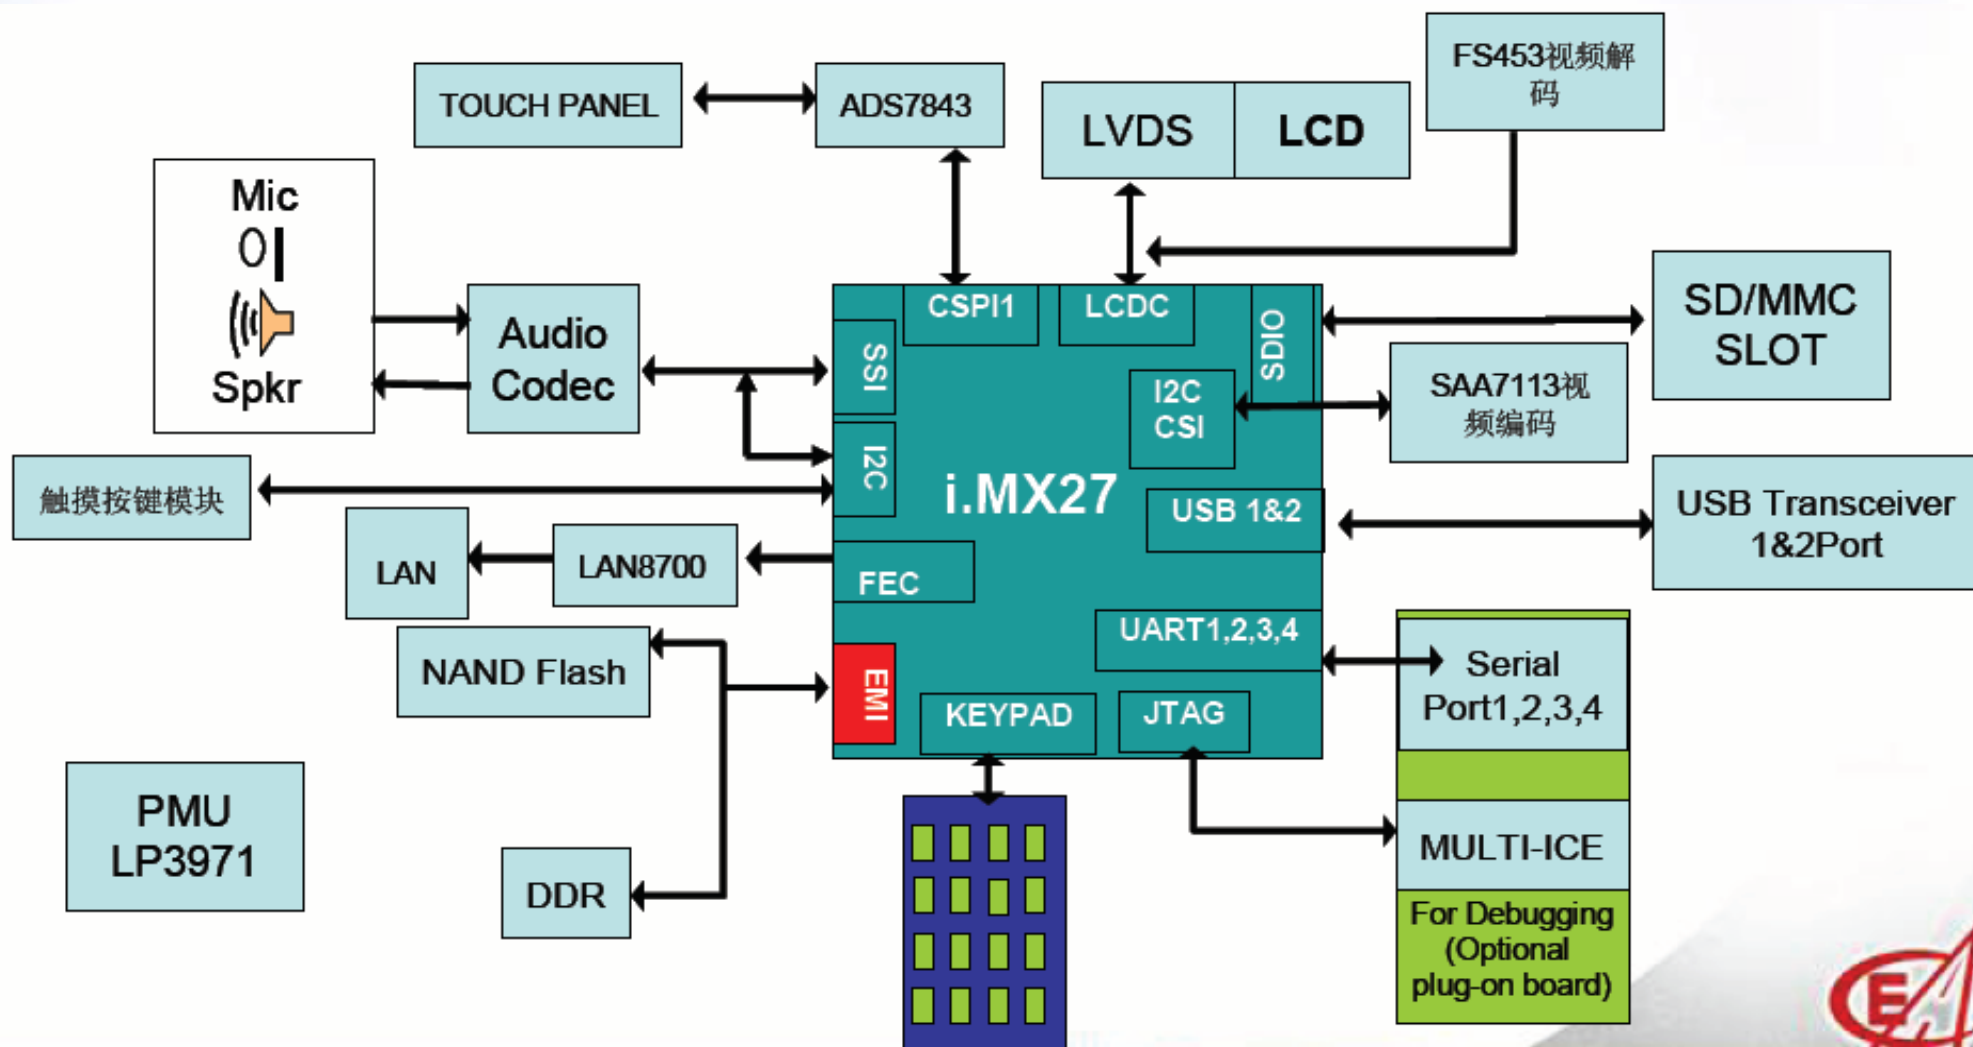 FS453视频解
码
TOUCH PANEL
ADS7843
LVDS
LCD
Mic
Spkr
Audio
Codec
CSPI1
LCDC
SDIO
SSI
I2C
I2C
CSI
SD/MMC
SLOT
SAA7113视
频编码
触摸按键模块
i.MX27
USB 1&2
USB Transceiver
1&2Port
LAN
LAN8700
FEC
UART1,2,3,4
Serial
Port1,2,3,4
NAND Flash
EMI
KEYPAD
JTAG
PMU
LP3971
DDR
MULTI-ICE
For Debugging
(Optional
plug-on board)
EA